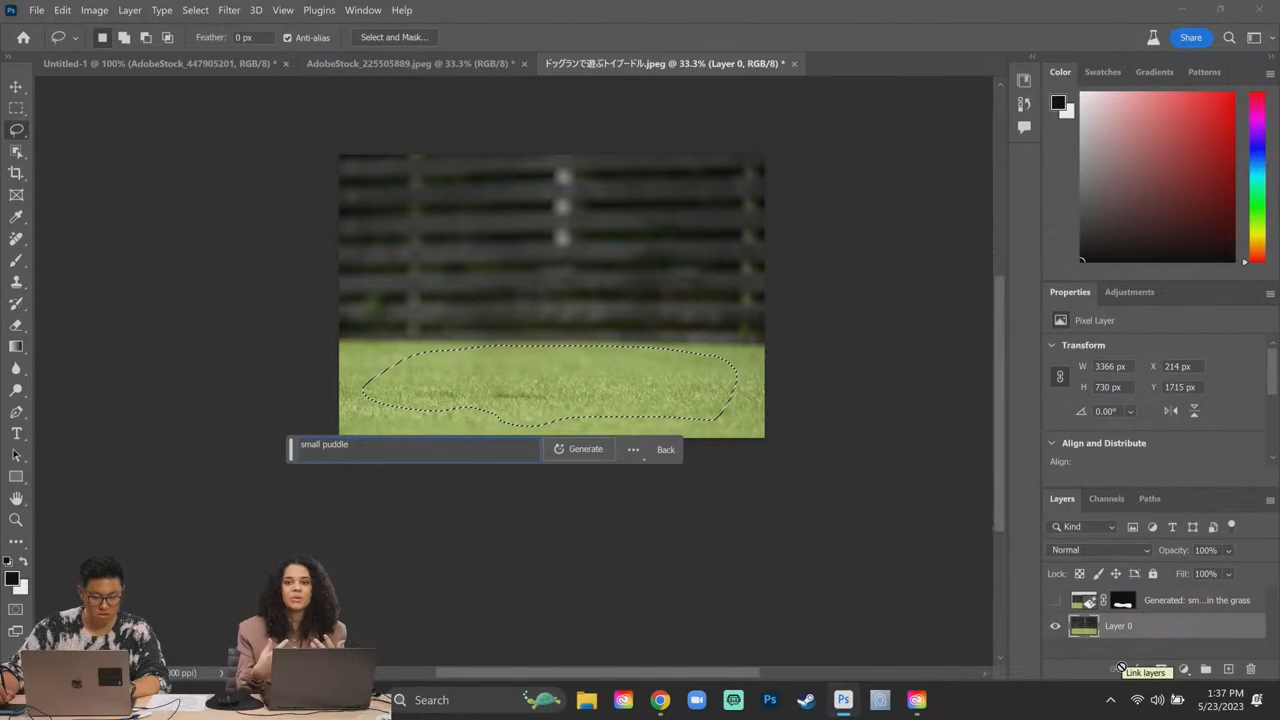 Ps File Edit Image Layer Type Select Filter 3D View Plugins Window Help
Feather: 0 px Anti-alias Select and Mask... Share
Untitled-1 @ 100% (AdobeStock_447905201, RGB/8) * × AdobeStock_225505889.jpeg @ 33.3% (RGB/8) * × ドッグランで遊ぶトイプードル.jpeg @ 33.3% (Layer 0, RGB/8) * ×
Color Swatches Gradients Patterns
Properties Adjustments
Pixel Layer
Transform
W 3366 px X 214 px
H 730 px Y 1715 px
0.00°
Align and Distribute
Align:
small puddle
Generate
Back
Layers Channels Paths
Kind
Normal Opacity: 100%
Lock: Fill: 100%
Generated: sm...in the grass
Layer 0
Link layers
Search
Ps
Ps
1:37 PM
5/23/2023